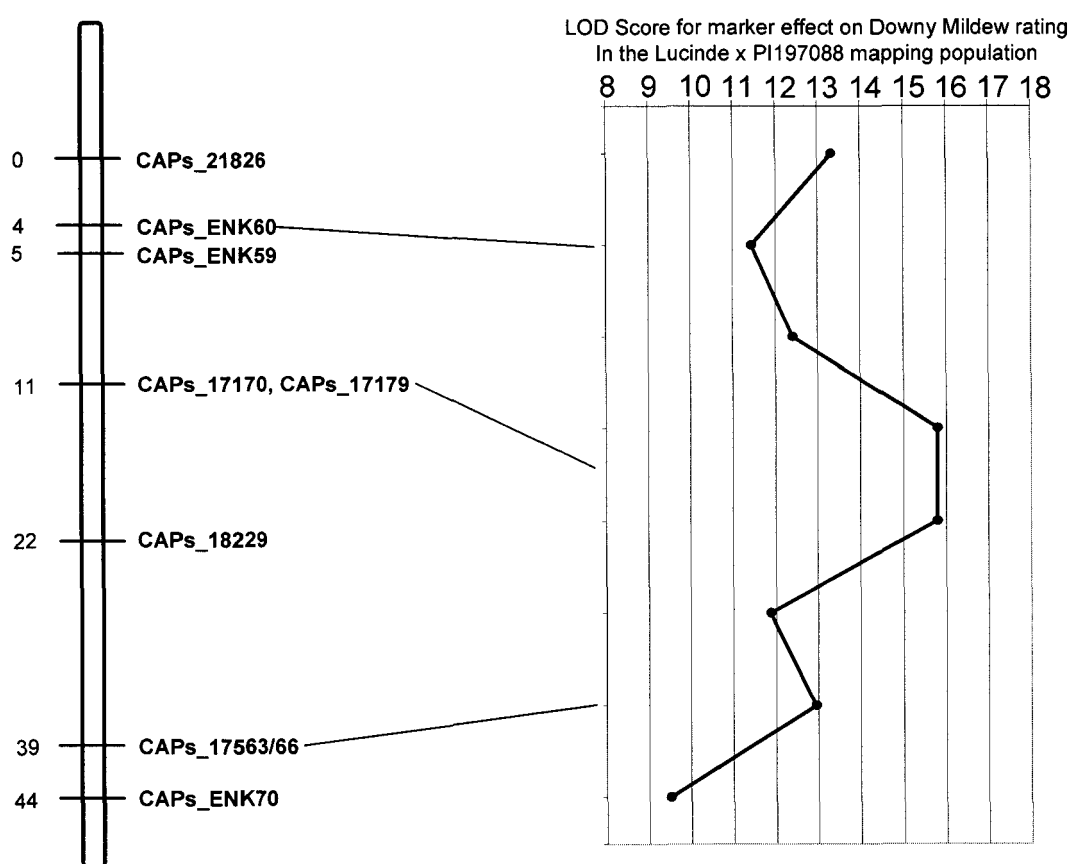 LOD Score for marker effect on Downy Mildew rating
In the Lucinde x PI197088 mapping population
8 9 10 11 12 13 14 15 16 17 18
0 CAPs_21826
4 CAPs_ENK60
5 CAPs_ENK59
11 CAPs_17170, CAPs_17179
22 CAPs_18229
39 CAPs_17563/66
44 CAPs_ENK70